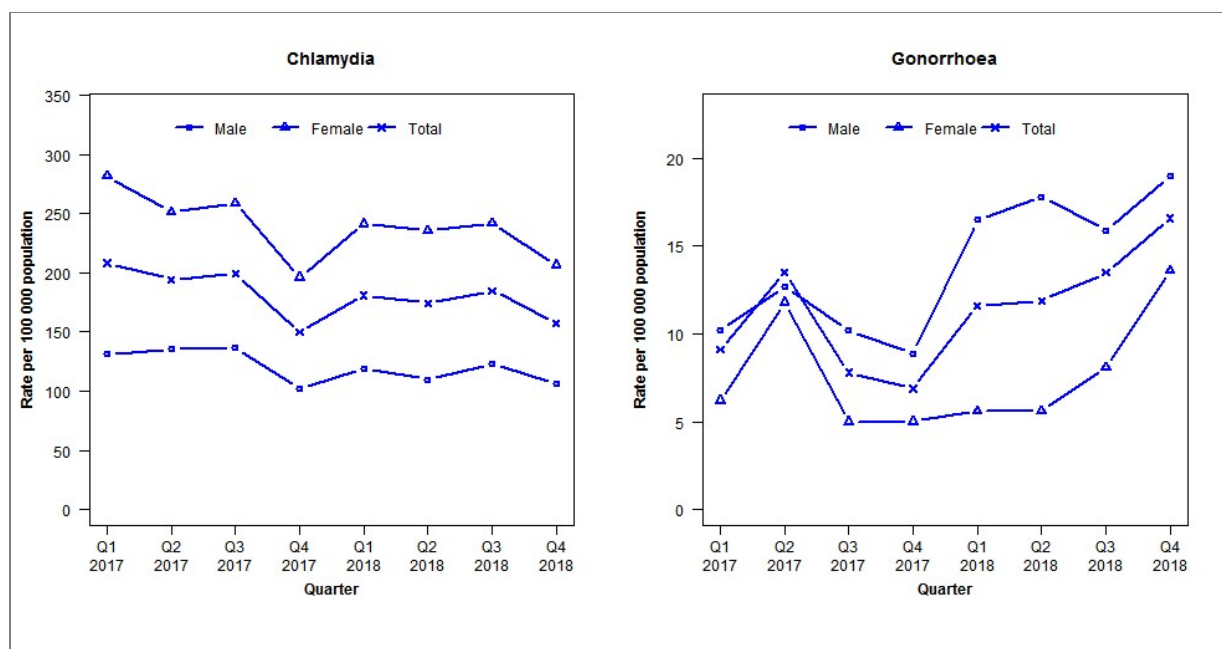 Chlamydia
350
300
250
200
150
100
50
0
Rate per 100 000 population
Male Female Total
Q1 Q2 Q3 Q4 Q1 Q2 Q3 Q4
2017 2017 2017 2017 2018 2018 2018 2018
Quarter
Gonorrhoea
20
15
10
5
0
Rate per 100 000 population
Male Female Total
Q1 Q2 Q3 Q4 Q1 Q2 Q3 Q4
2017 2017 2017 2017 2018 2018 2018 2018
Quarter